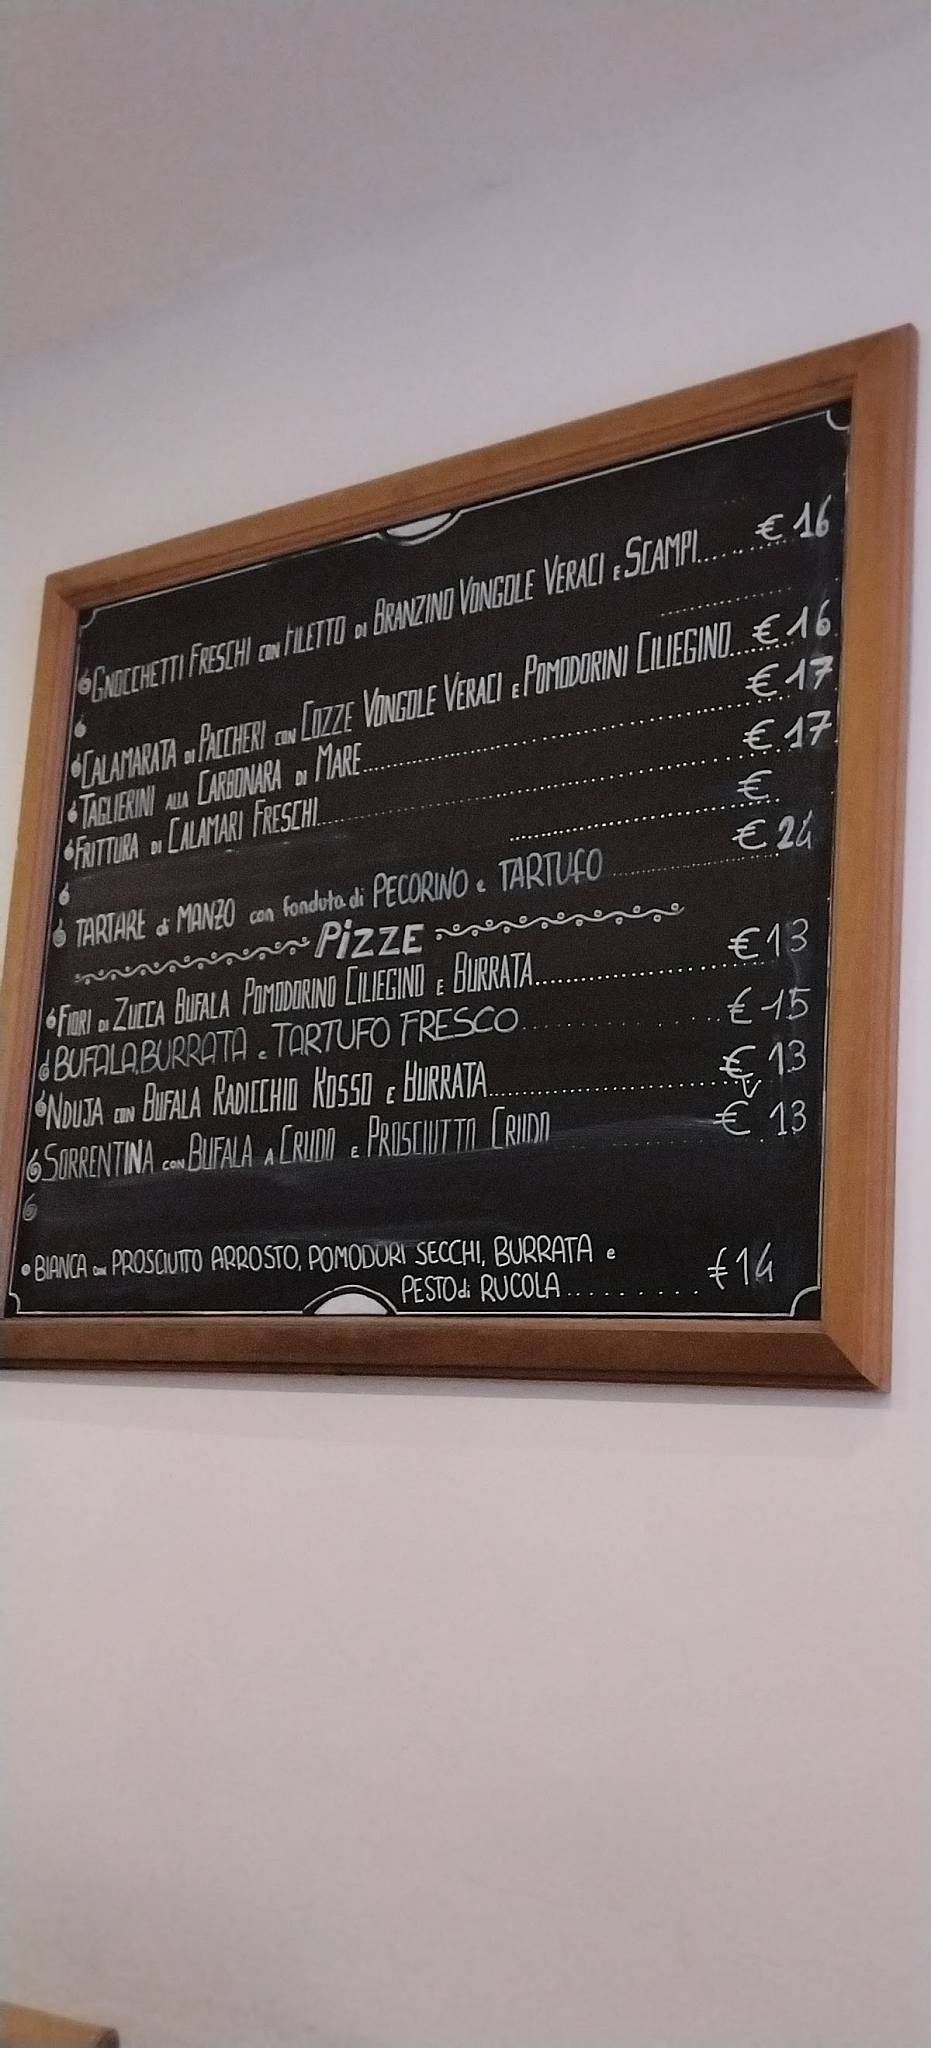 GNOCCHETTI FRESCHI CON FILETTO DI BRANZINO VONGOLE VERACI E SCAMPI....... € 16
CALAMARATA DI PACCHERI CON COZZE VONGOLE VERACI E POMODORINI CILIEGINO....... € 16
TAGLIERINI ALLA CARBONARA DI MARE....... € 17
FRITTURA DI CALAMARI FRESCHI....... € 17
€
TARTARE di MANZO con fonduta di PECORINO e TARTUFO....... € 24
PiZZE
FIORI DI ZUCCA BUFALA POMODORINO CILIEGINO E BURRATA....... € 13
BUFALA, BURRATA e TARTUFO FRESCO....... € 15
NDUJA CON BUFALA RADICCHIO ROSSO E BURRATA....... € 13
SORRENTINA CON BUFALA A CRUDO E PROSCIUTTO CRUDO....... € 13
BIANCA CON PROSCIUTTO ARROSTO, POMODORI SECCHI, BURRATA e
PESTO di RUCOLA.......... € 14